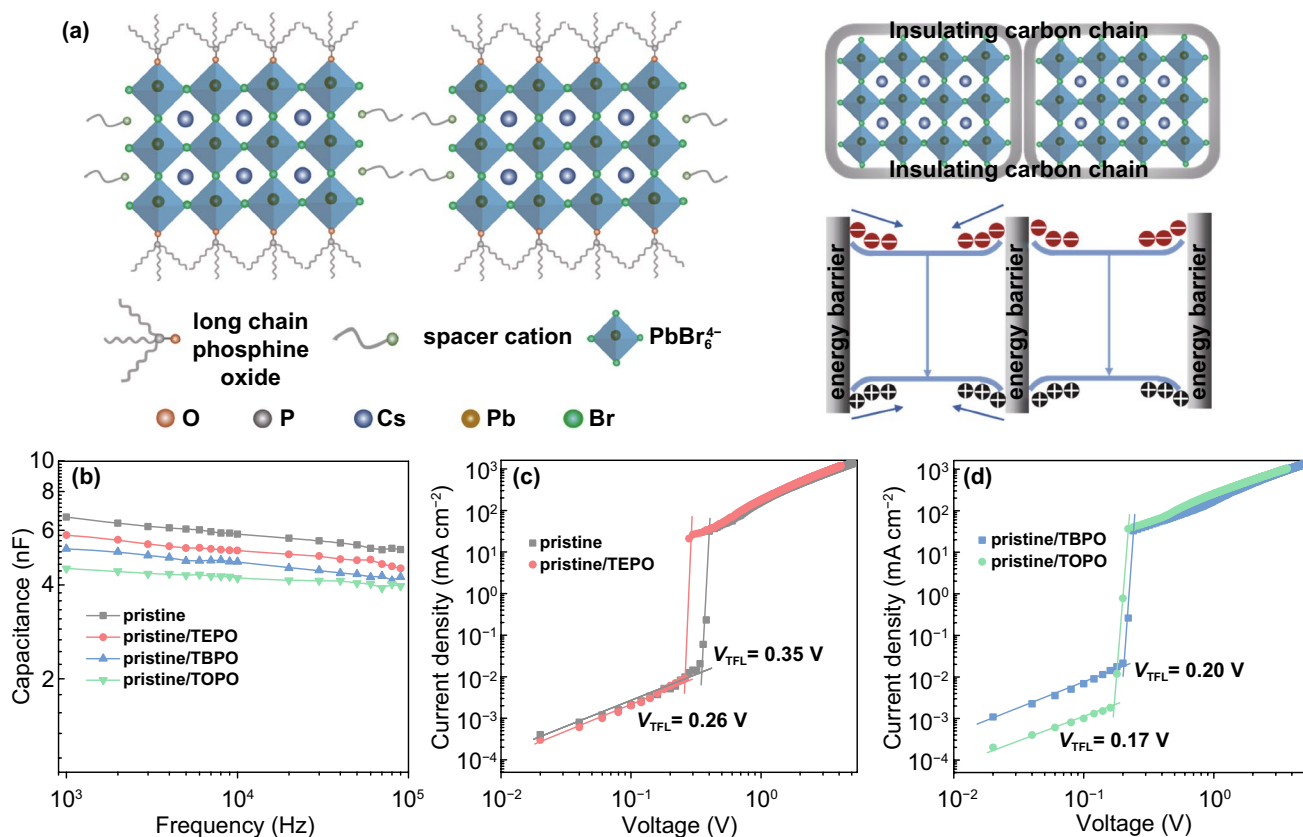 (a)
Insulating carbon chain
Insulating carbon chain
long chain
phosphine
oxide
spacer cation
PbBr₆⁴⁻
O
P
Cs
Pb
Br
energy barrier
energy barrier
energy barrier
(b)
Capacitance (nF)
10
8
6
4
2
pristine
pristine/TEPO
pristine/TBPO
pristine/TOPO
10³
10⁴
10⁵
Frequency (Hz)
(c)
Current density (mA cm⁻²)
10³
10²
10¹
10⁰
10⁻¹
10⁻²
10⁻³
10⁻⁴
pristine
pristine/TEPO
V_TFL = 0.35 V
V_TFL = 0.26 V
10⁻²
10⁻¹
10⁰
Voltage (V)
(d)
Current density (mA cm⁻²)
10³
10²
10¹
10⁰
10⁻¹
10⁻²
10⁻³
10⁻⁴
pristine/TBPO
pristine/TOPO
V_TFL = 0.20 V
V_TFL = 0.17 V
10⁻²
10⁻¹
10⁰
Voltage (V)